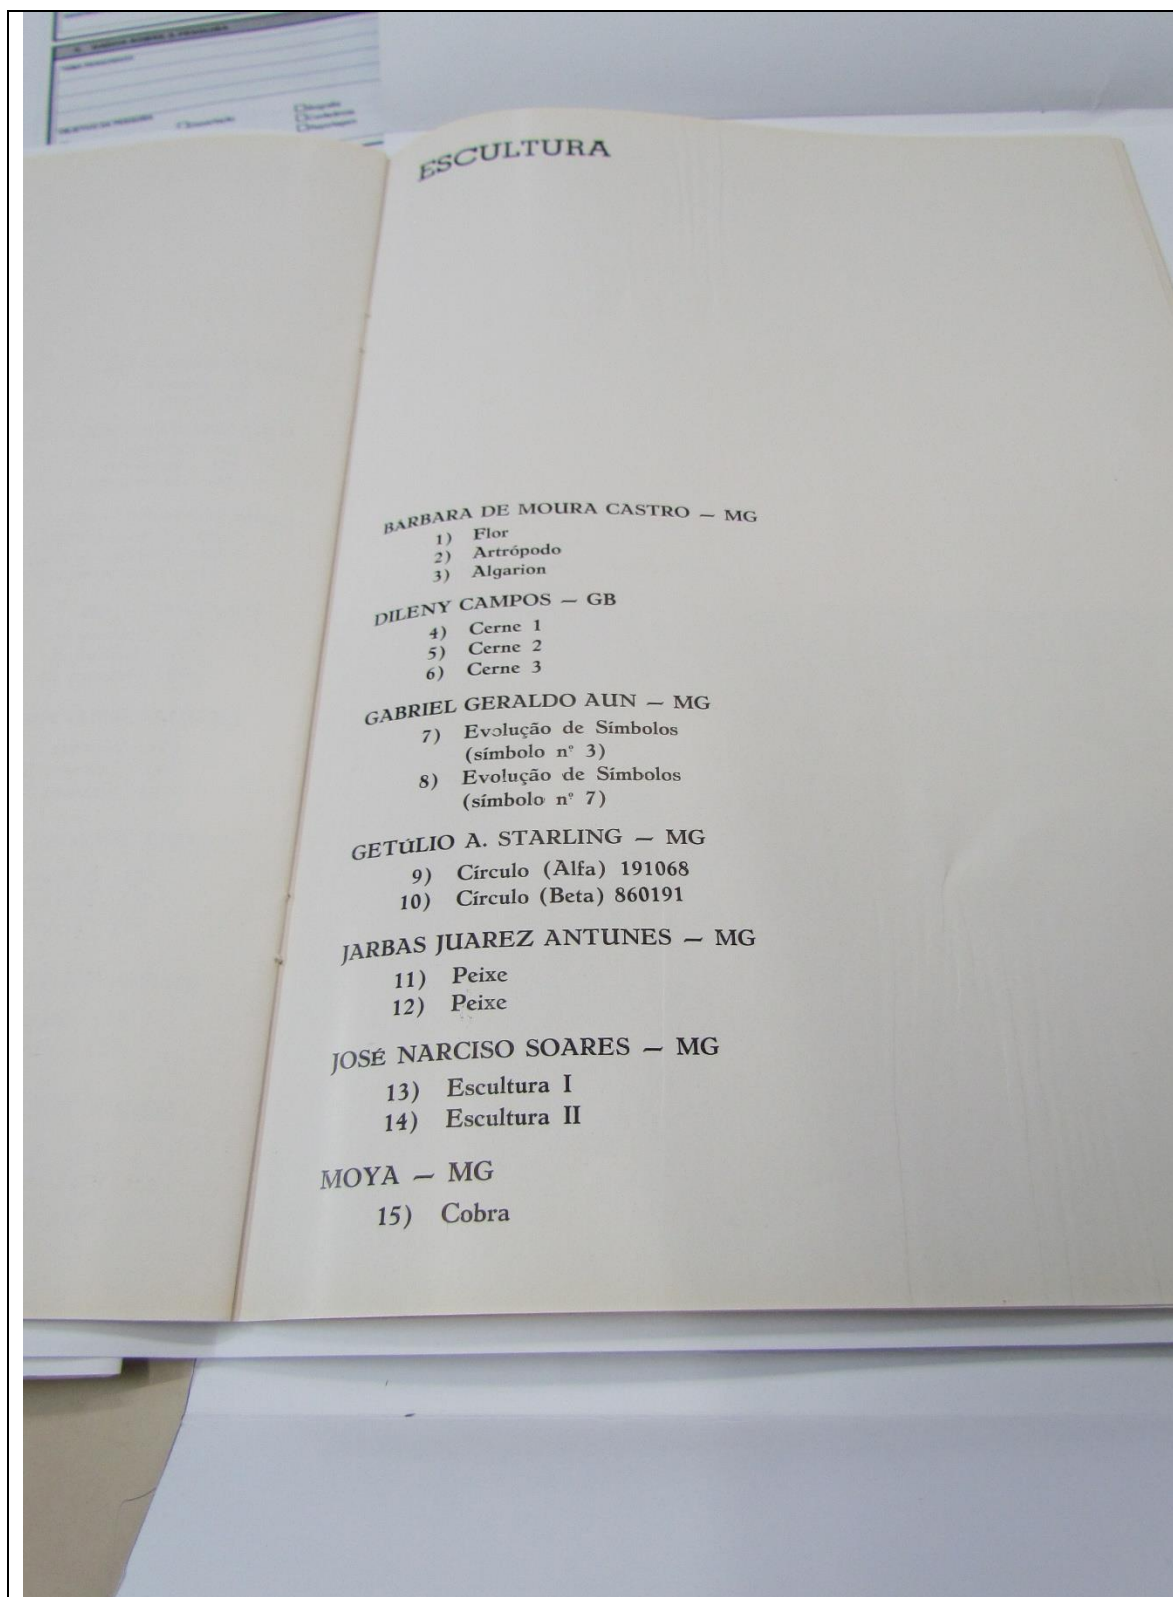 ESCULTURA
BÁRBARA DE MOURA CASTRO — MG
1) Flor
2) Artrópodo
3) Algarion
DILENY CAMPOS — GB
4) Cerne 1
5) Cerne 2
6) Cerne 3
GABRIEL GERALDO AUN — MG
7) Evolução de Símbolos
(símbolo n° 3)
8) Evolução de Símbolos
(símbolo n° 7)
GETÚLIO A. STARLING — MG
9) Círculo (Alfa) 191068
10) Círculo (Beta) 860191
JARBAS JUAREZ ANTUNES — MG
11) Peixe
12) Peixe
JOSÉ NARCISO SOARES — MG
13) Escultura I
14) Escultura II
MOYA — MG
15) Cobra